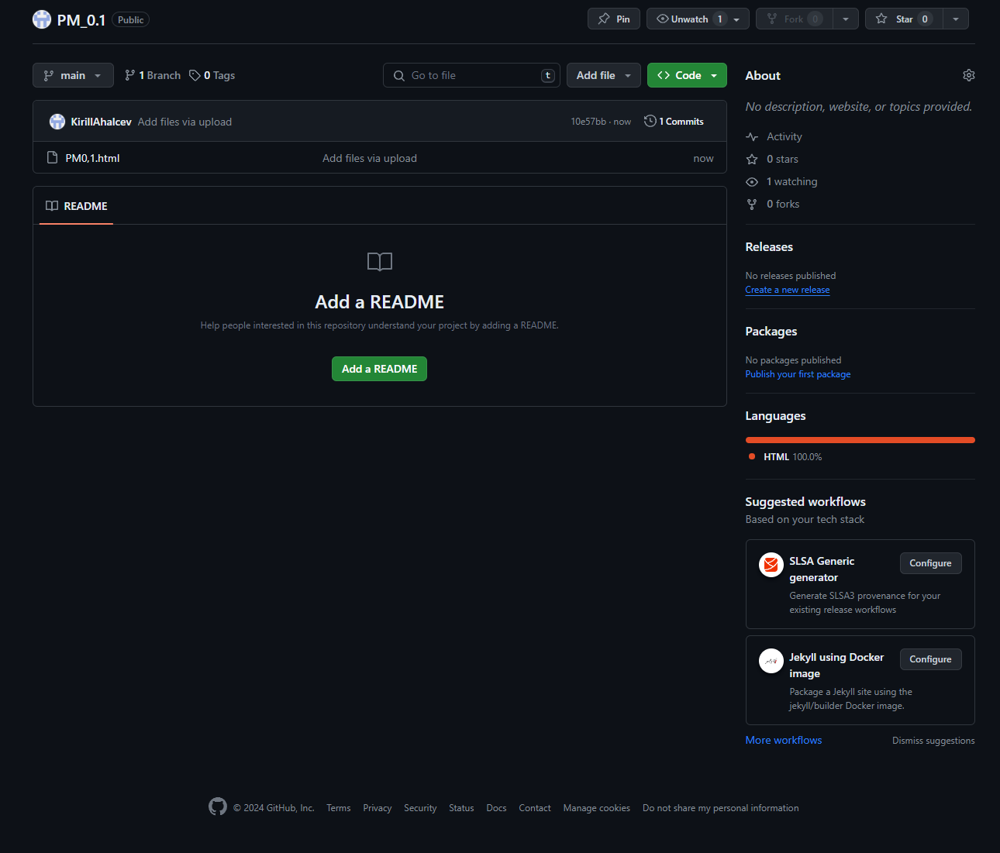 PM_0.1 Public
Pin Unwatch 1 Fork 0 Star 0
main 1 Branch 0 Tags Go to file t Add file Code
KirillAhalcev Add files via upload 10e57bb · now 1 Commits
PM0,1.html Add files via upload now
README
Add a README
Help people interested in this repository understand your project by adding a README.
Add a README
About
No description, website, or topics provided.
Activity
0 stars
1 watching
0 forks
Releases
No releases published
Create a new release
Packages
No packages published
Publish your first package
Languages
HTML 100.0%
Suggested workflows
Based on your tech stack
SLSA Generic
generator
Configure
Generate SLSA3 provenance for your
existing release workflows
Jekyll using Docker
image
Configure
Package a Jekyll site using the
jekyll/builder Docker image.
More workflows Dismiss suggestions
© 2024 GitHub, Inc. Terms Privacy Security Status Docs Contact Manage cookies Do not share my personal information